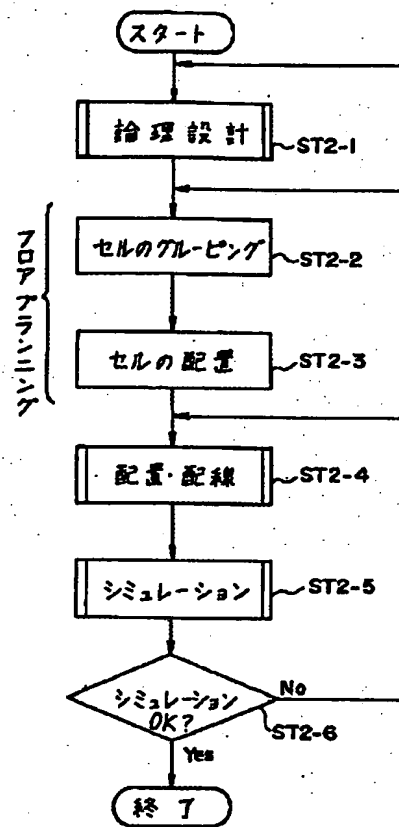 スタート
論理設計
ST2-1
フロアプランニング
セルのグルーピング
ST2-2
セルの配置
ST2-3
配置・配線
ST2-4
シミュレーション
ST2-5
シミュレーション
OK?
No
ST2-6
Yes
終了